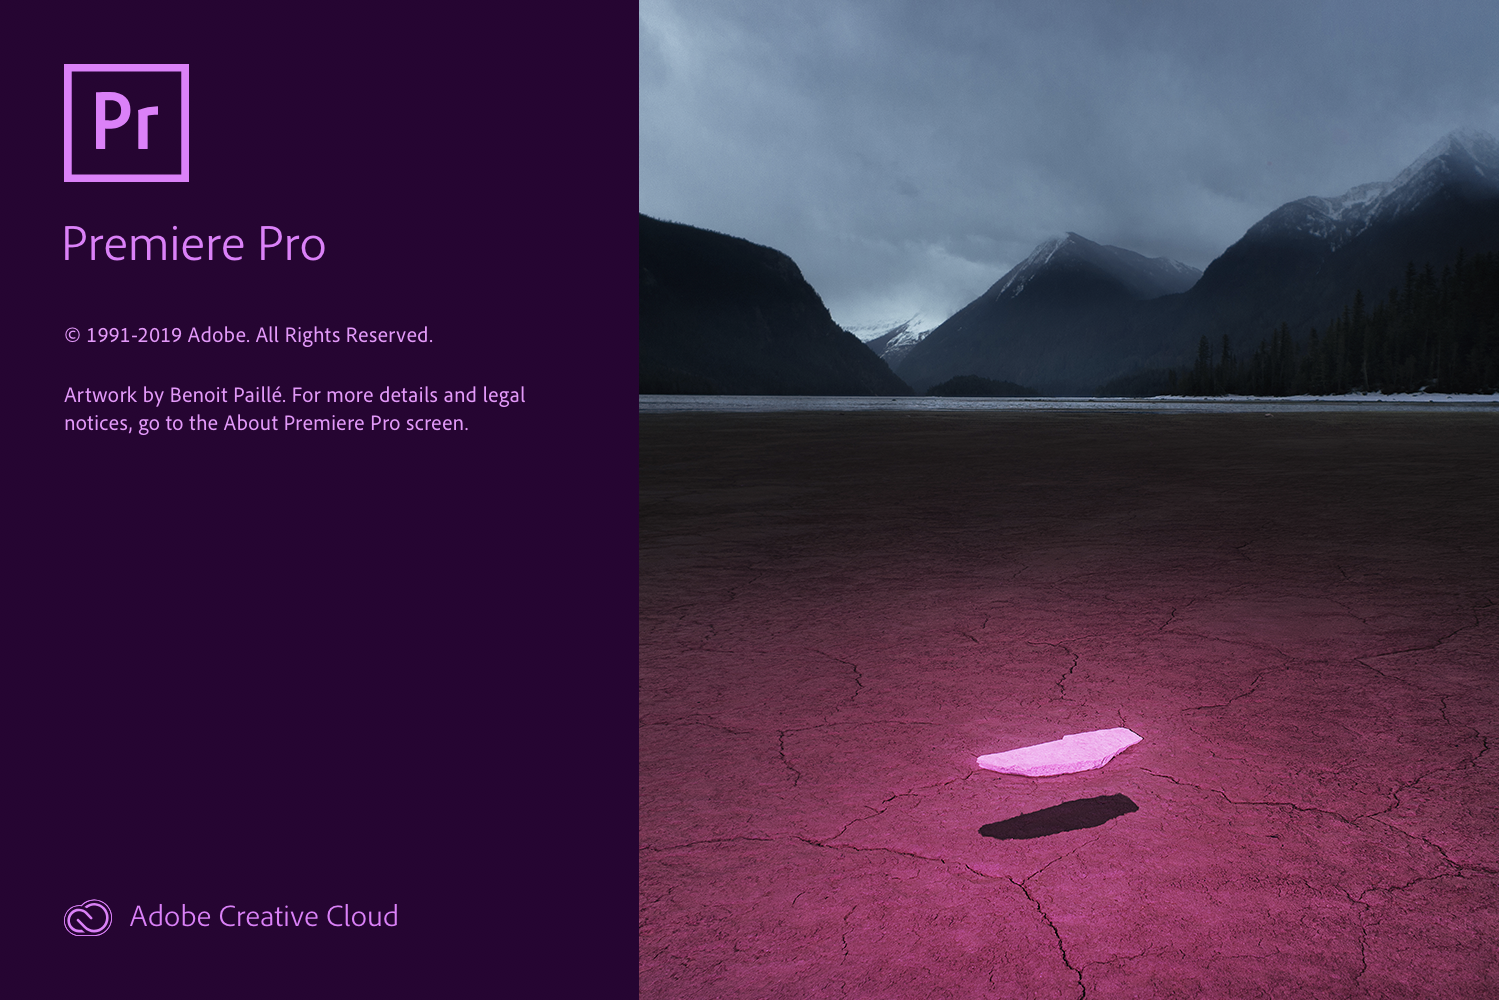 Pr
Premiere Pro
© 1991-2019 Adobe. All Rights Reserved.
Artwork by Benoit Paillé. For more details and legal
notices, go to the About Premiere Pro screen.
Adobe Creative Cloud